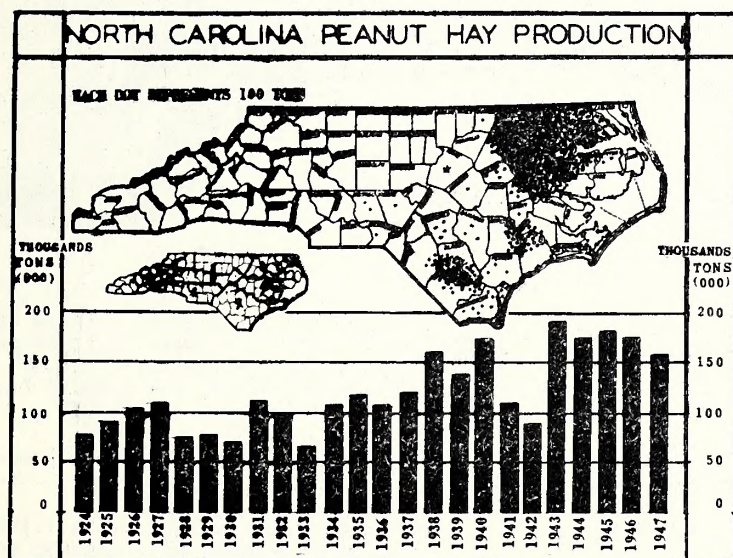 NORTH CAROLINA PEANUT HAY PRODUCTION
EACH DOT REPRESENTS 100 TONS
THOUSANDS
TONS
(000)
200
150
100
50
0
THOUSANDS
TONS
(000)
200
150
100
50
0
1924 1925 1926 1927 1928 1929 1930 1931 1932 1933 1934 1935 1936 1937 1938 1939 1940 1941 1942 1943 1944 1945 1946 1947